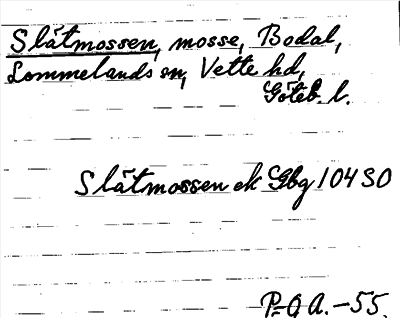 Slåtmossen, mosse, Bodal,
Lommelands sn, Vette hd,
Göteb. l.
Slåtmossen ek Gbg 104 SO
P-O A. -55.